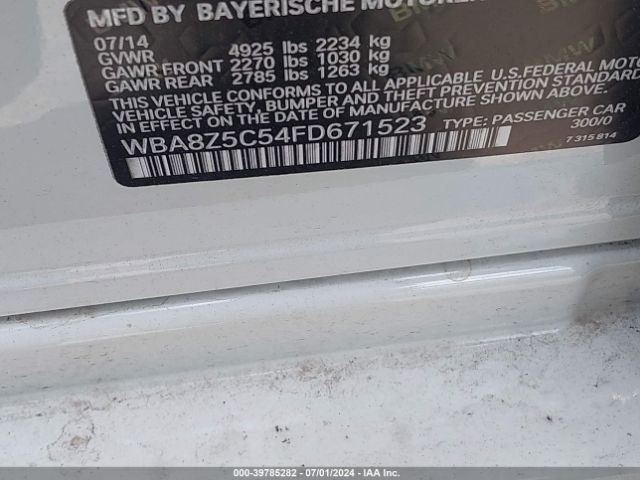 MFD BY BAYERISCHE MOTOREN
07/14
GVWR 4925 lbs 2234 kg
GAWR FRONT 2270 lbs 1030 kg
GAWR REAR 2785 lbs 1263 kg
THIS VEHICLE CONFORMS TO ALL APPLICABLE U.S.FEDERAL MOTO
VEHICLE SAFETY, BUMPER AND THEFT PREVENTION STANDARD
IN EFFECT ON THE DATE OF MANUFACTURE SHOWN ABOVE.
WBA8Z5C54FD671523 TYPE: PASSENGER CAR
300/0
7 315 814
000-39785282 - 07/01/2024 - IAA Inc.